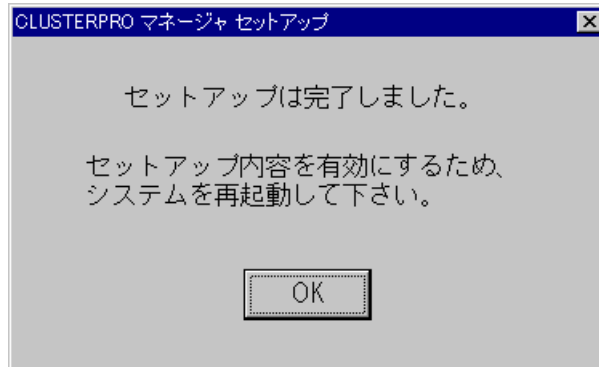 CLUSTERPRO マネージャ セットアップ
セットアップは完了しました。
セットアップ内容を有効にするため、
システムを再起動して下さい。
OK